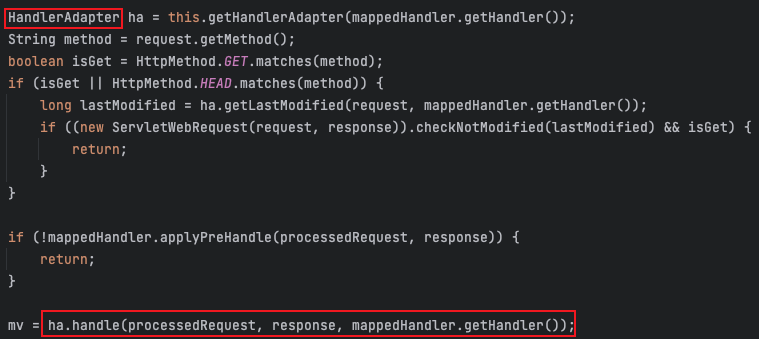 HandlerAdapter ha = this.getHandlerAdapter(mappedHandler.getHandler());
String method = request.getMethod();
boolean isGet = HttpMethod.GET.matches(method);
if (isGet || HttpMethod.HEAD.matches(method)) {
    long lastModified = ha.getLastModified(request, mappedHandler.getHandler());
    if ((new ServletWebRequest(request, response)).checkNotModified(lastModified) && isGet) {
        return;
    }
}

if (!mappedHandler.applyPreHandle(processedRequest, response)) {
    return;
}

mv = ha.handle(processedRequest, response, mappedHandler.getHandler());